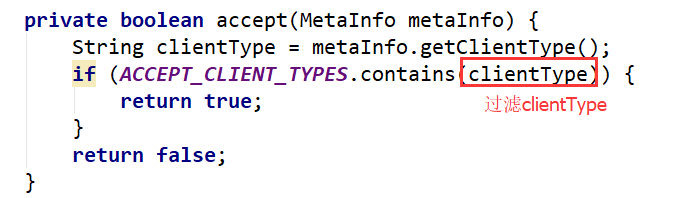 private boolean accept(MetaInfo metaInfo) {
    String clientType = metaInfo.getClientType();
    if (ACCEPT_CLIENT_TYPES.contains(clientType)) {
        return true;
过滤clientType
    }
    return false;
}